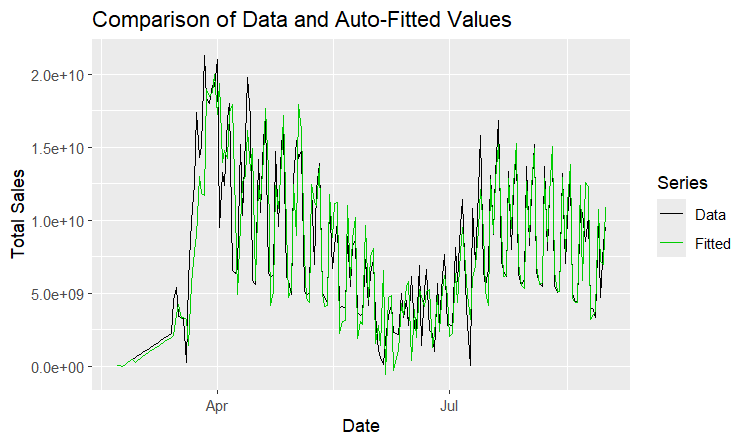 Comparison of Data and Auto-Fitted Values
2.0e+10
1.5e+10
1.0e+10
5.0e+09
0.0e+00
Total Sales
Apr
Jul
Date
Series
Data
Fitted